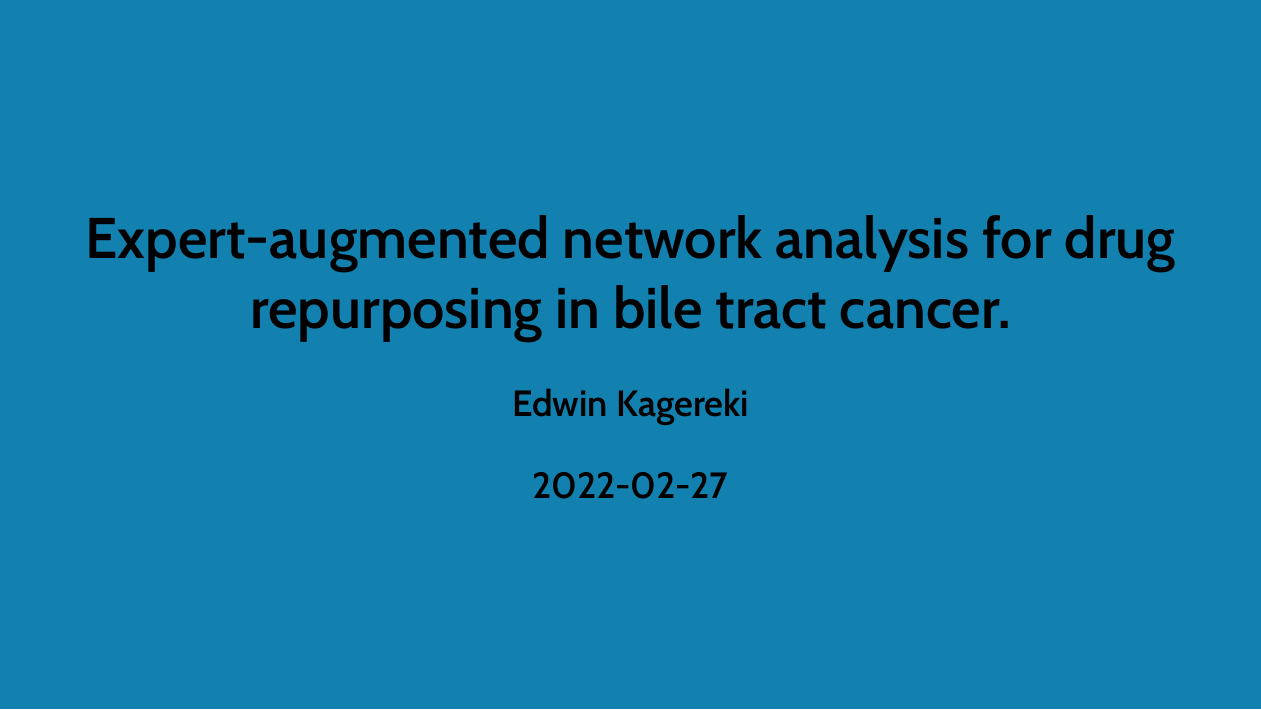 Expert-augmented network analysis for drug
repurposing in bile tract cancer.
Edwin Kagereki
2022-02-27